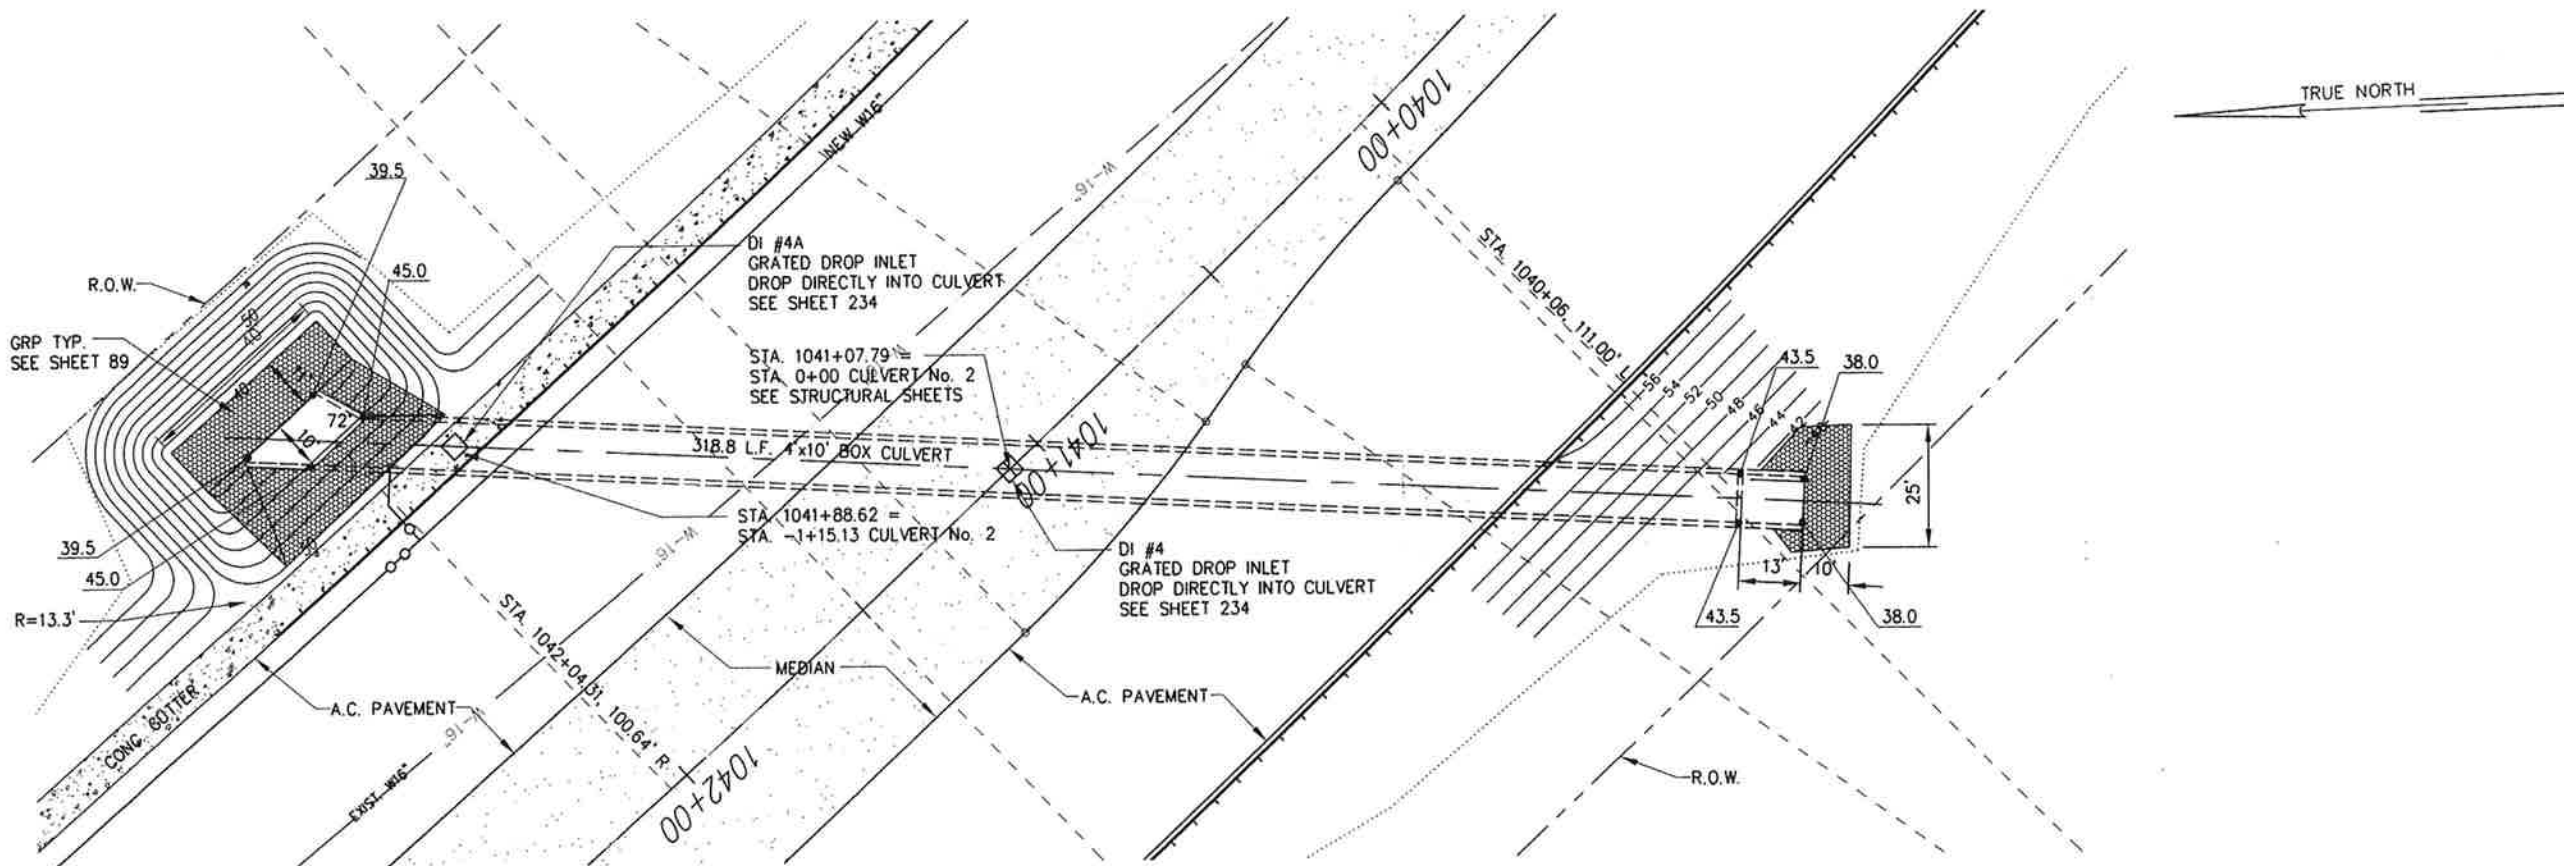 TRUE NORTH
39.5
R.O.W.
45.0
GRP TYP.
SEE SHEET 89
50
40
40
72'
10'
39.5
45.0
R=13.3'
CONC. GUTTER
A.C. PAVEMENT
EXIST. W16"
NEW W16"
W-16"
W-16"
W-16"
DI #4A
GRATED DROP INLET
DROP DIRECTLY INTO CULVERT
SEE SHEET 234
STA. 1041+07.79 =
STA. 0+00 CULVERT No. 2
SEE STRUCTURAL SHEETS
318.8 L.F. 4'x10' BOX CULVERT
STA. 1041+88.62 =
STA. -1+15.13 CULVERT No. 2
DI #4
GRATED DROP INLET
DROP DIRECTLY INTO CULVERT
SEE SHEET 234
STA. 1042+04.31, 100.64' R
MEDIAN
A.C. PAVEMENT
1040+00
1041+00
1042+00
STA. 1040+06, 111.00' L
56
54
52
50
48
46
44
42
43.5
38.0
25'
13'
10'
43.5
38.0
R.O.W.